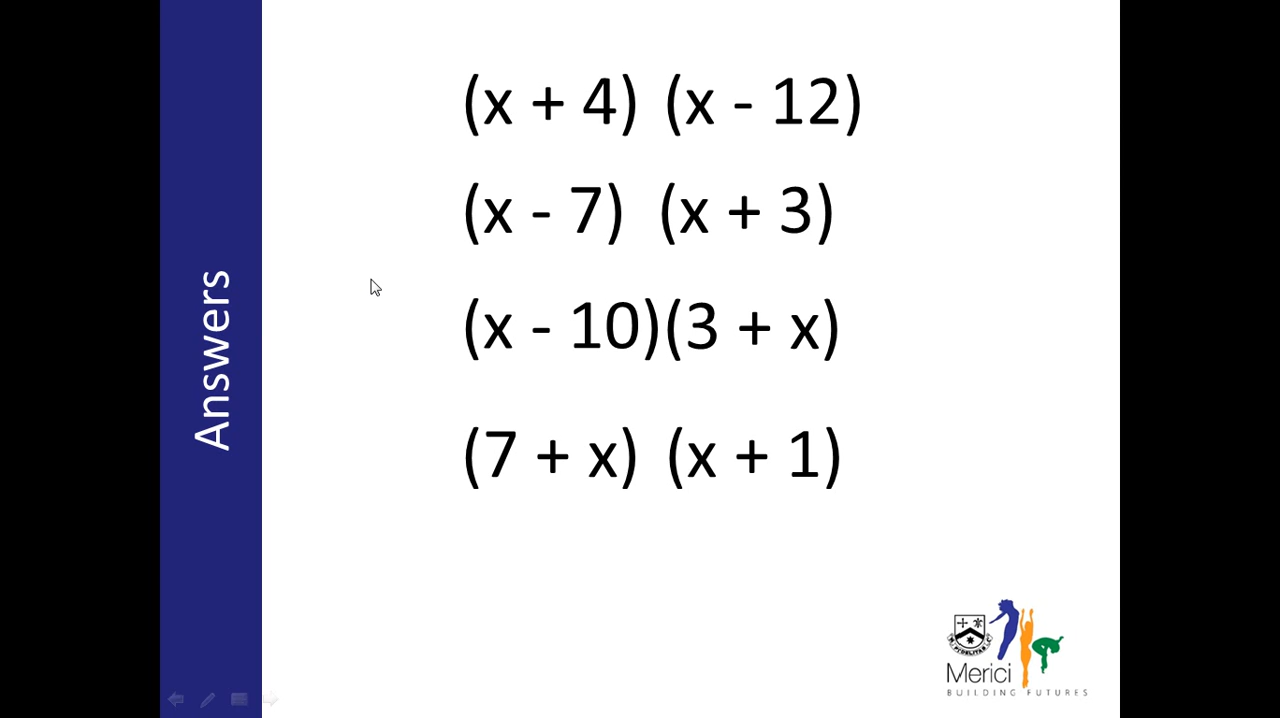 Answers
(x + 4) (x - 12)
(x - 7) (x + 3)
(x - 10)(3 + x)
(7 + x) (x + 1)
Merici
BUILDING FUTURES